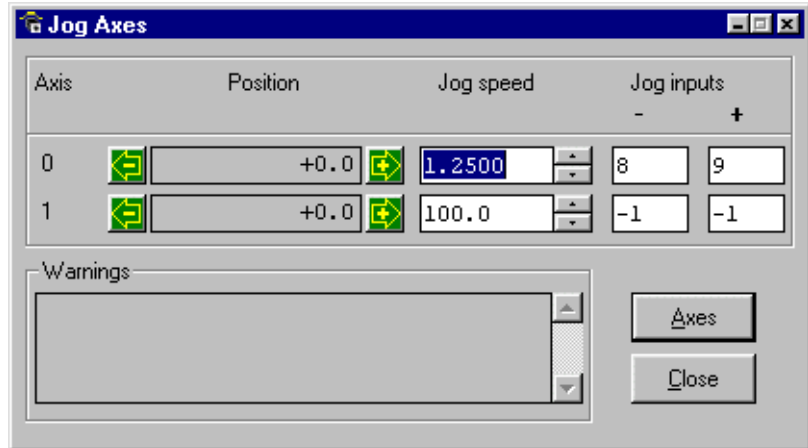 Jog Axes
Axis Position Jog speed Jog inputs
- +
0 +0.0 1.2500 8 9
1 +0.0 100.0 -1 -1
Warnings
Axes
Close